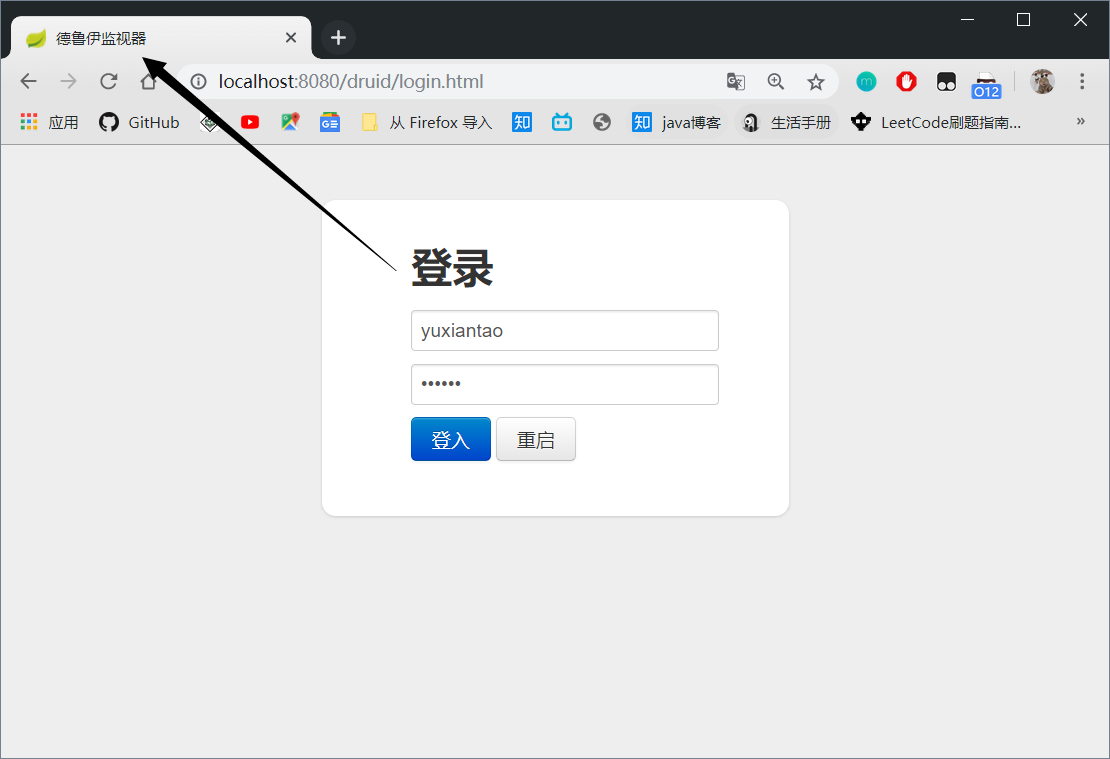 德鲁伊监视器
localhost:8080/druid/login.html
O12
应用 GitHub 从 Firefox 导入 知 知 java博客 生活手册 LeetCode刷题指南... »
登录
yuxiantao
••••••
登入 重启